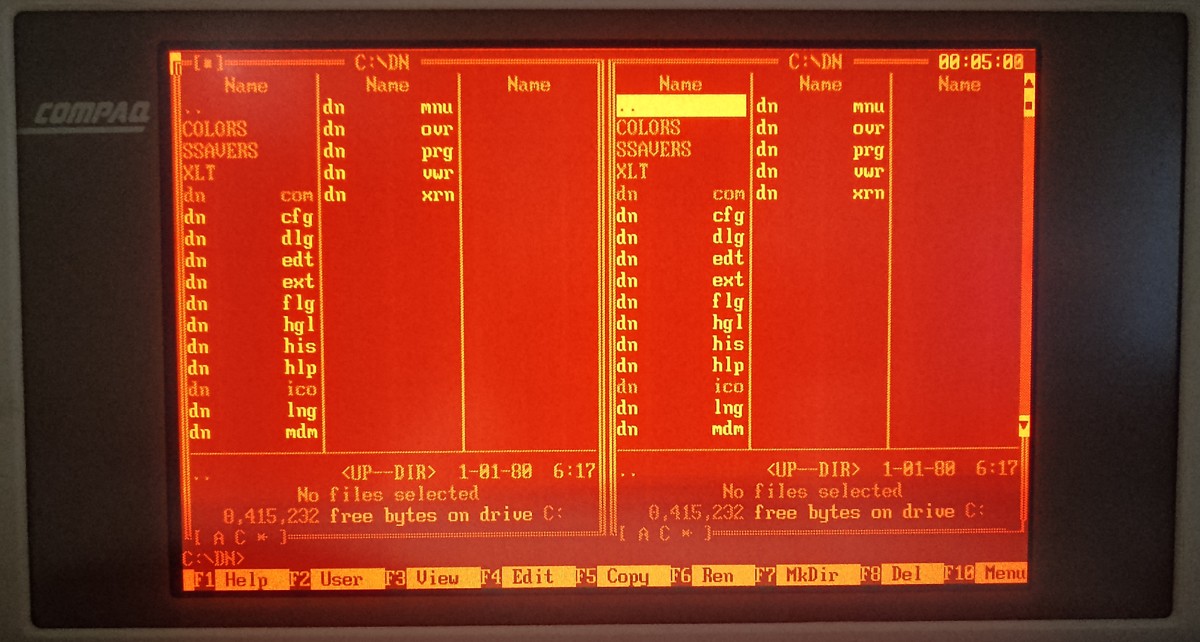 COMPAQ
[■] C:\DN C:\DN 00:05:00
Name Name Name Name Name Name
.. dn mnu .. dn mnu
COLORS dn ovr COLORS dn ovr
SSAVERS dn prg SSAVERS dn prg
XLT dn vwr XLT dn vwr
dn com dn xrn dn com dn xrn
dn cfg dn cfg
dn dlg dn dlg
dn edt dn edt
dn ext dn ext
dn flg dn flg
dn hgl dn hgl
dn his dn his
dn hlp dn hlp
dn ico dn ico
dn lng dn lng
dn mdm dn mdm
.. <UP--DIR> 1-01-80 6:17 .. <UP--DIR> 1-01-80 6:17
No files selected No files selected
8,415,232 free bytes on drive C: 8,415,232 free bytes on drive C:
[ A C * ] [ A C * ]
C:\DN>
F1 Help F2 User F3 View F4 Edit F5 Copy F6 Ren F7 MkDir F8 Del F10 Menu